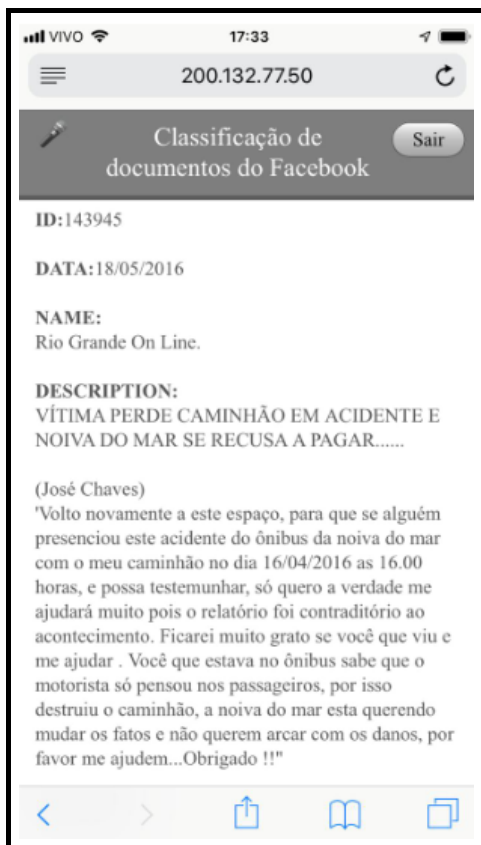 VIVO
17:33
200.132.77.50
Classificação de
documentos do Facebook
Sair
ID:143945
DATA:18/05/2016
NAME:
Rio Grande On Line.
DESCRIPTION:
VÍTIMA PERDE CAMINHÃO EM ACIDENTE E
NOIVA DO MAR SE RECUSA A PAGAR......
(José Chaves)
'Volto novamente a este espaço, para que se alguém
presenciou este acidente do ônibus da noiva do mar
com o meu caminhão no dia 16/04/2016 as 16.00
horas, e possa testemunhar, só quero a verdade me
ajudará muito pois o relatório foi contraditório ao
acontecimento. Ficarei muito grato se você que viu e
me ajudar . Você que estava no ônibus sabe que o
motorista só pensou nos passageiros, por isso
destruiu o caminhão, a noiva do mar esta querendo
mudar os fatos e não querem arcar com os danos, por
favor me ajudem...Obrigado !!"